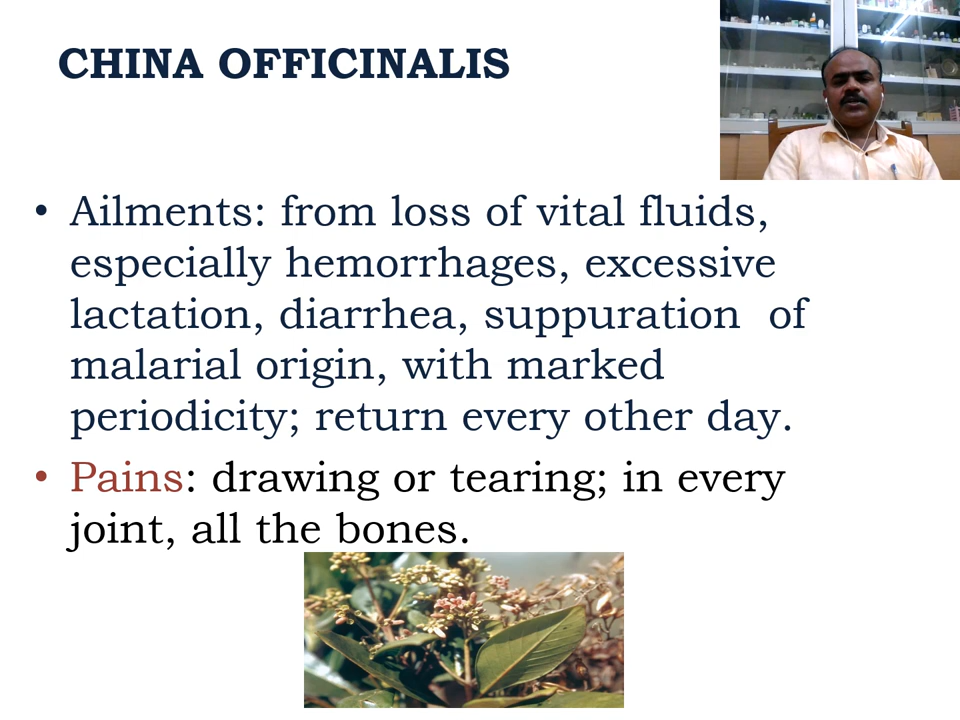 CHINA OFFICINALIS
• Ailments: from loss of vital fluids,
especially hemorrhages, excessive
lactation, diarrhea, suppuration  of
malarial origin, with marked
periodicity; return every other day.
• Pains: drawing or tearing; in every
joint, all the bones.